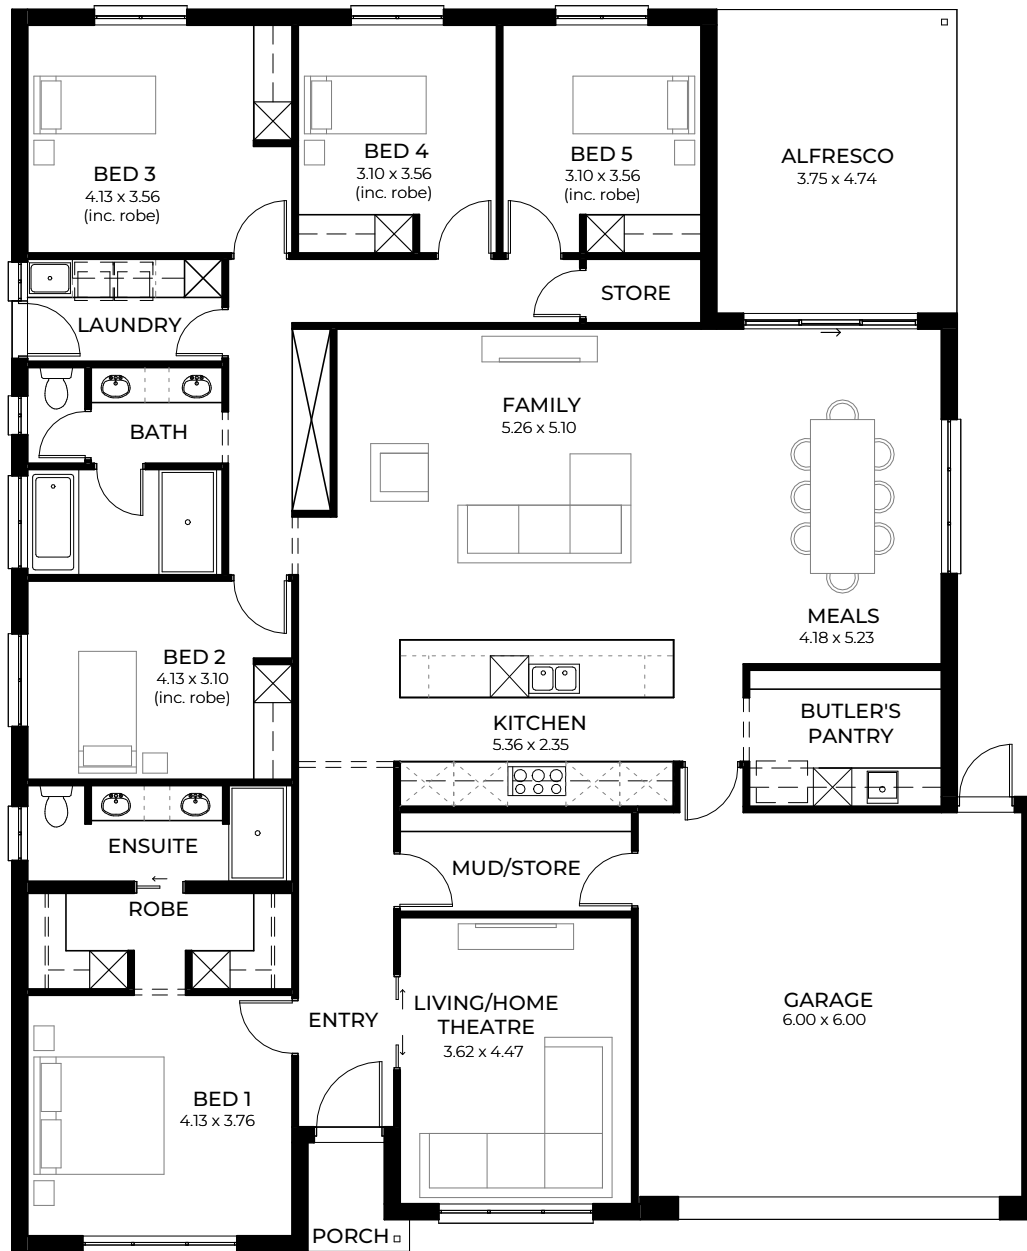 BED 3
4.13 x 3.56
(inc. robe)
BED 4
3.10 x 3.56
(inc. robe)
BED 5
3.10 x 3.56
(inc. robe)
ALFRESCO
3.75 x 4.74
STORE
LAUNDRY
BATH
FAMILY
5.26 x 5.10
MEALS
4.18 x 5.23
BED 2
4.13 x 3.10
(inc. robe)
KITCHEN
5.36 x 2.35
BUTLER'S
PANTRY
ENSUITE
MUD/STORE
ROBE
ENTRY
LIVING/HOME
THEATRE
3.62 x 4.47
GARAGE
6.00 x 6.00
BED 1
4.13 x 3.76
PORCH